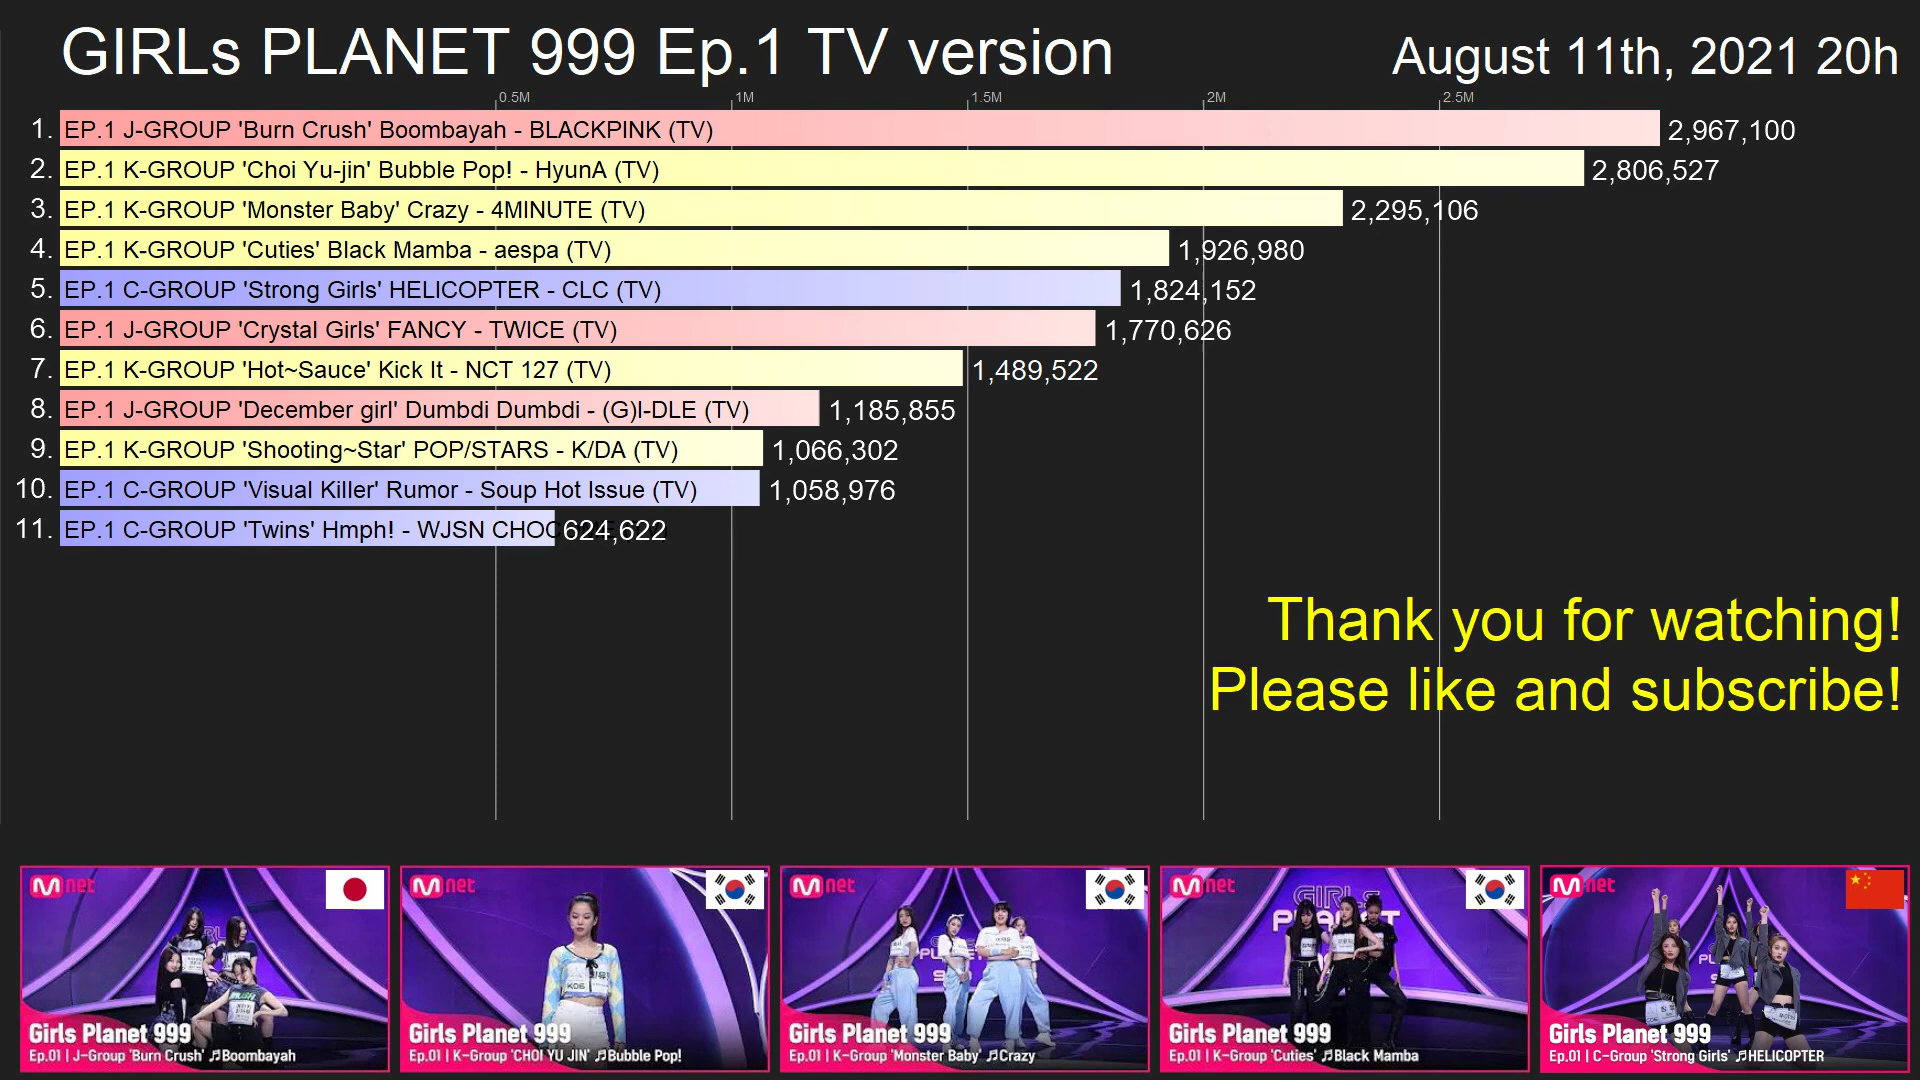 GIRLs PLANET 999 Ep.1 TV version
August 11th, 2021 20h
0.5M 1M 1.5M 2M 2.5M
1. EP.1 J-GROUP 'Burn Crush' Boombayah - BLACKPINK (TV) 2,967,100
2. EP.1 K-GROUP 'Choi Yu-jin' Bubble Pop! - HyunA (TV) 2,806,527
3. EP.1 K-GROUP 'Monster Baby' Crazy - 4MINUTE (TV) 2,295,106
4. EP.1 K-GROUP 'Cuties' Black Mamba - aespa (TV) 1,926,980
5. EP.1 C-GROUP 'Strong Girls' HELICOPTER - CLC (TV) 1,824,152
6. EP.1 J-GROUP 'Crystal Girls' FANCY - TWICE (TV) 1,770,626
7. EP.1 K-GROUP 'Hot~Sauce' Kick It - NCT 127 (TV) 1,489,522
8. EP.1 J-GROUP 'December girl' Dumbdi Dumbdi - (G)I-DLE (TV) 1,185,855
9. EP.1 K-GROUP 'Shooting~Star' POP/STARS - K/DA (TV) 1,066,302
10. EP.1 C-GROUP 'Visual Killer' Rumor - Soup Hot Issue (TV) 1,058,976
11. EP.1 C-GROUP 'Twins' Hmph! - WJSN 624,622
Thank you for watching!
Please like and subscribe!
Mnet
Girls Planet 999
Ep.01 | J-Group 'Burn Crush' ♬Boombayah
Mnet
K06
Girls Planet 999
Ep.01 | K-Group 'CHOI YU JIN' ♬Bubble Pop!
Mnet
Girls Planet 999
Ep.01 | K-Group 'Monster Baby' ♬Crazy
Mnet
GIRLS
PLANET
Girls Planet 999
Ep.01 | K-Group 'Cuties' ♬Black Mamba
Mnet
Girls Planet 999
Ep.01 | C-Group 'Strong Girls' ♬HELICOPTER